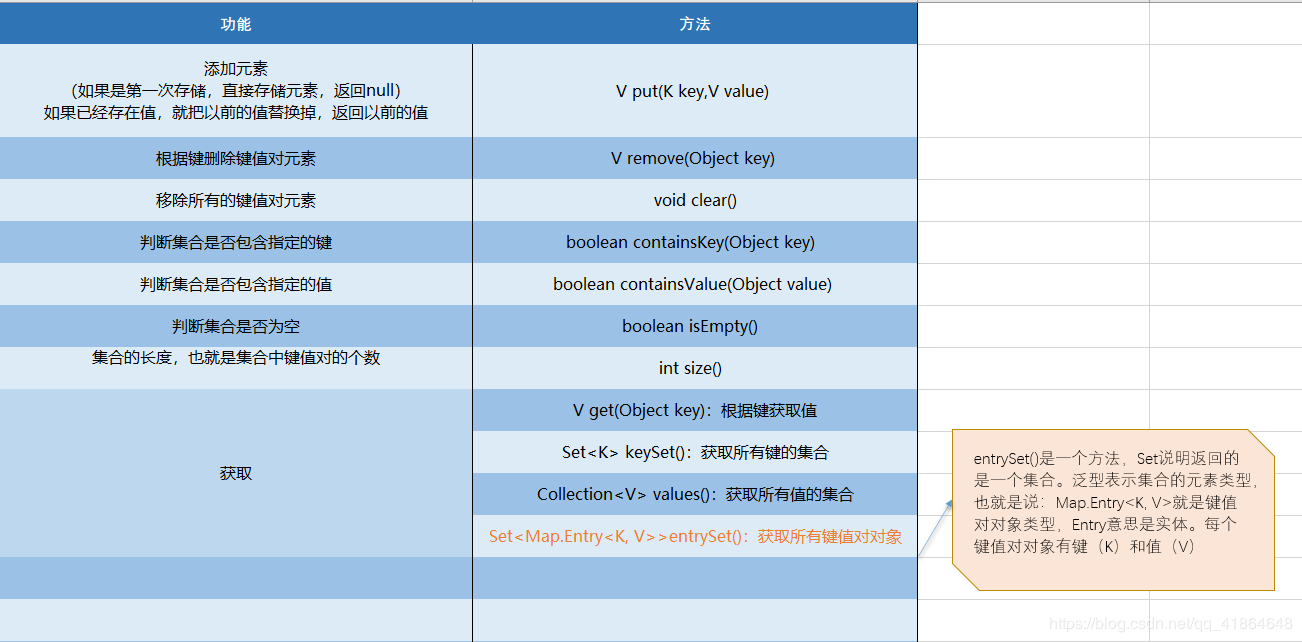 功能
方法
添加元素
（如果是第一次存储，直接存储元素，返回null）
如果已经存在值，就把以前的值替换掉，返回以前的值
V put(K key,V value)
根据键删除键值对元素
V remove(Object key)
移除所有的键值对元素
void clear()
判断集合是否包含指定的键
boolean containsKey(Object key)
判断集合是否包含指定的值
boolean containsValue(Object value)
判断集合是否为空
boolean isEmpty()
集合的长度，也就是集合中键值对的个数
int size()
获取
V get(Object key)：根据键获取值
Set<K> keySet()：获取所有键的集合
Collection<V> values()：获取所有值的集合
Set<Map.Entry<K, V>>entrySet()：获取所有键值对对象
entrySet()是一个方法，Set说明返回的
是一个集合。泛型表示集合的元素类型，
也就是说：Map.Entry<K, V>就是键值
对对象类型，Entry意思是实体。每个
键值对对象有键（K）和值（V）
https://blog.csdn.net/qq_41864648